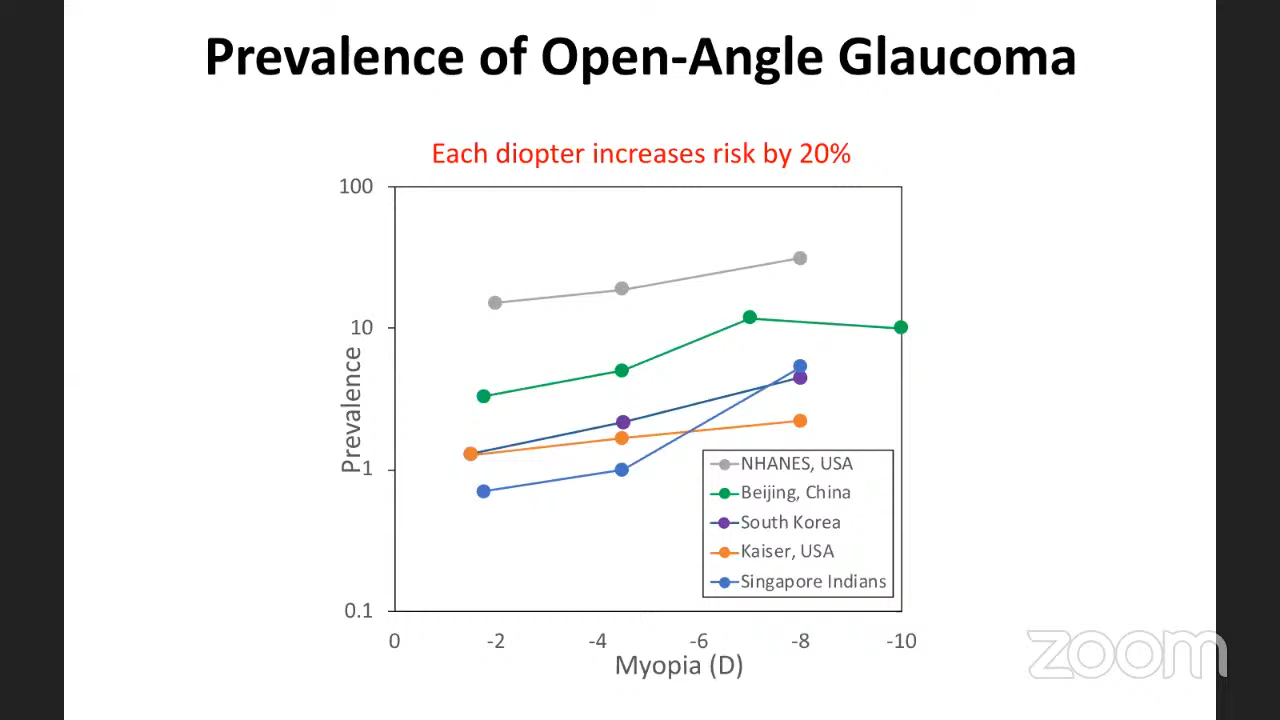 Prevalence of Open-Angle Glaucoma
Each diopter increases risk by 20%
100
10
1
0.1
Prevalence
0 -2 -4 -6 -8 -10
Myopia (D)
NHANES, USA
Beijing, China
South Korea
Kaiser, USA
Singapore Indians
zoom